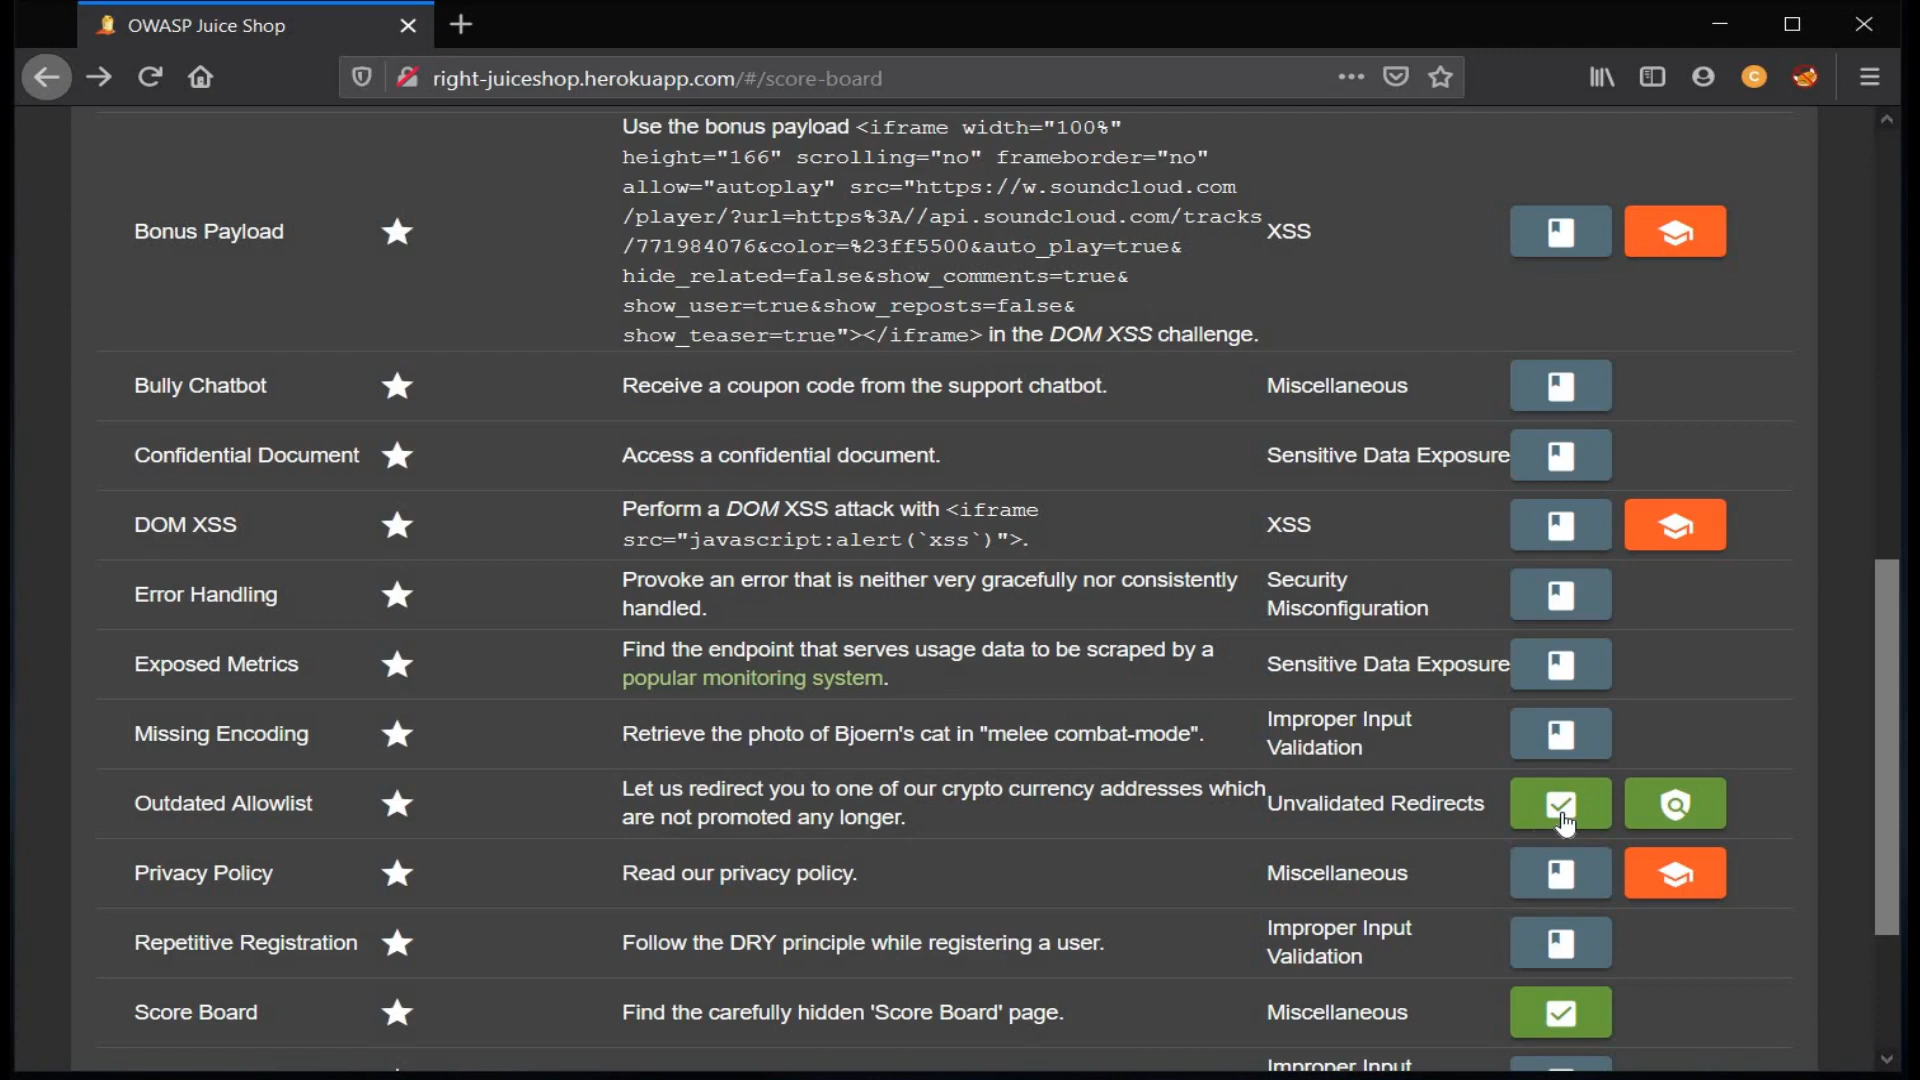 OWASP Juice Shop
right-juiceshop.herokuapp.com/#/score-board
C
Use the bonus payload <iframe width="100%"
height="166" scrolling="no" frameborder="no"
allow="autoplay" src="https://w.soundcloud.com
/player/?url=https%3A//api.soundcloud.com/tracks
/771984076&color=%23ff5500&auto_play=true&
hide_related=false&show_comments=true&
show_user=true&show_reposts=false&
show_teaser=true"></iframe> in the DOM XSS challenge.
Bonus Payload
XSS
Bully Chatbot
Receive a coupon code from the support chatbot.
Miscellaneous
Confidential Document
Access a confidential document.
Sensitive Data Exposure
DOM XSS
Perform a DOM XSS attack with <iframe
src="javascript:alert(`xss`)">.
XSS
Error Handling
Provoke an error that is neither very gracefully nor consistently
handled.
Security
Misconfiguration
Exposed Metrics
Find the endpoint that serves usage data to be scraped by a
popular monitoring system.
Sensitive Data Exposure
Missing Encoding
Retrieve the photo of Bjoern's cat in "melee combat-mode".
Improper Input
Validation
Outdated Allowlist
Let us redirect you to one of our crypto currency addresses which
are not promoted any longer.
Unvalidated Redirects
Privacy Policy
Read our privacy policy.
Miscellaneous
Repetitive Registration
Follow the DRY principle while registering a user.
Improper Input
Validation
Score Board
Find the carefully hidden 'Score Board' page.
Miscellaneous
Improper Input